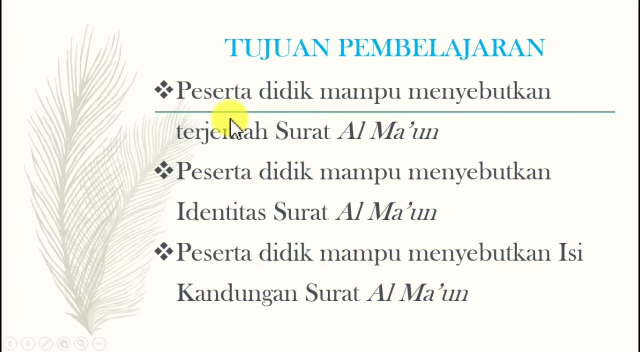 TUJUAN PEMBELAJARAN
❖Peserta didik mampu menyebutkan
terjemah Surat Al Ma'un
❖Peserta didik mampu menyebutkan
Identitas Surat Al Ma'un
❖Peserta didik mampu menyebutkan Isi
Kandungan Surat Al Ma'un